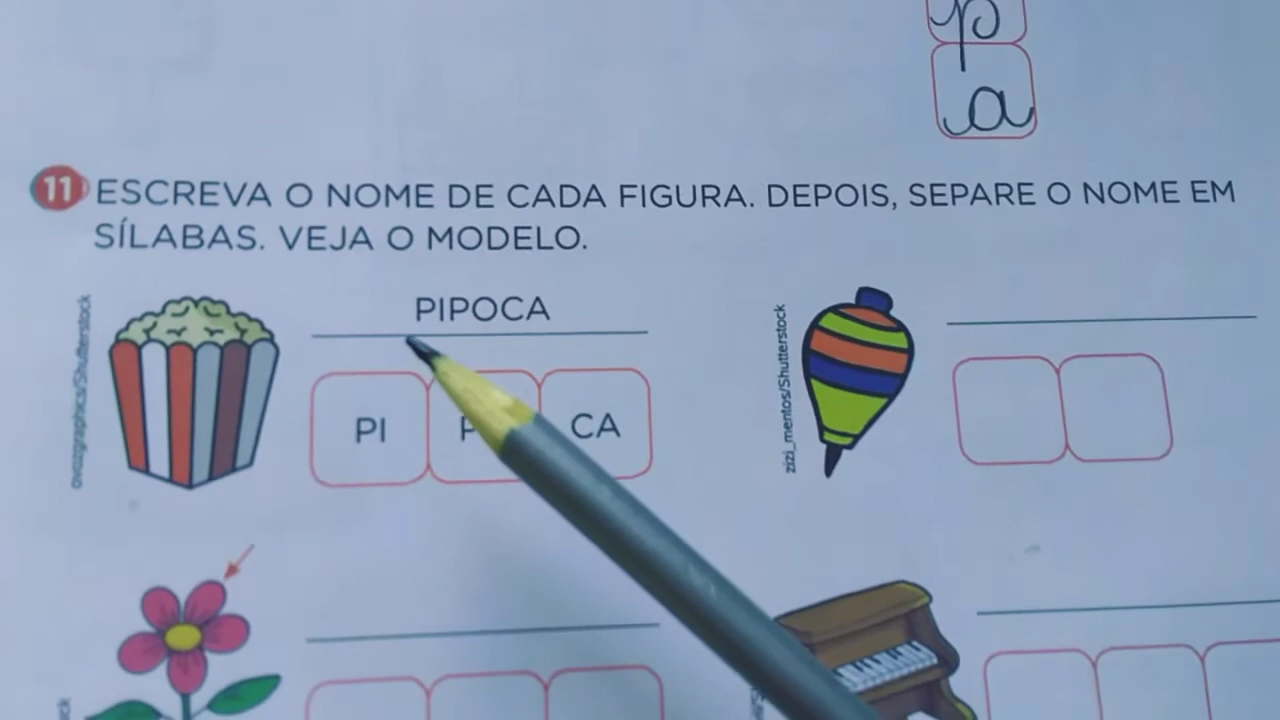 p
a
11 ESCREVA O NOME DE CADA FIGURA. DEPOIS, SEPARE O NOME EM
SÍLABAS. VEJA O MODELO.
PIPOCA
PI
CA
zizi_mentos/Shutterstock